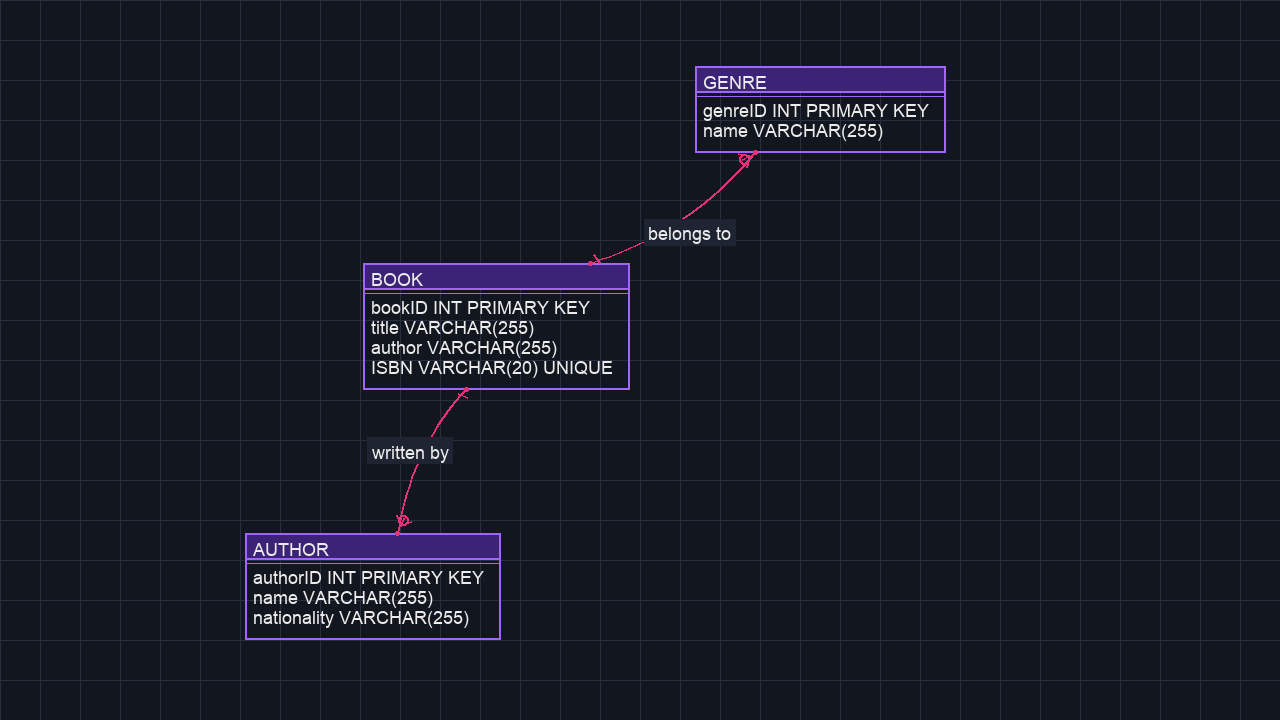 GENRE
genreID INT PRIMARY KEY
name VARCHAR(255)
belongs to
BOOK
bookID INT PRIMARY KEY
title VARCHAR(255)
author VARCHAR(255)
ISBN VARCHAR(20) UNIQUE
written by
AUTHOR
authorID INT PRIMARY KEY
name VARCHAR(255)
nationality VARCHAR(255)